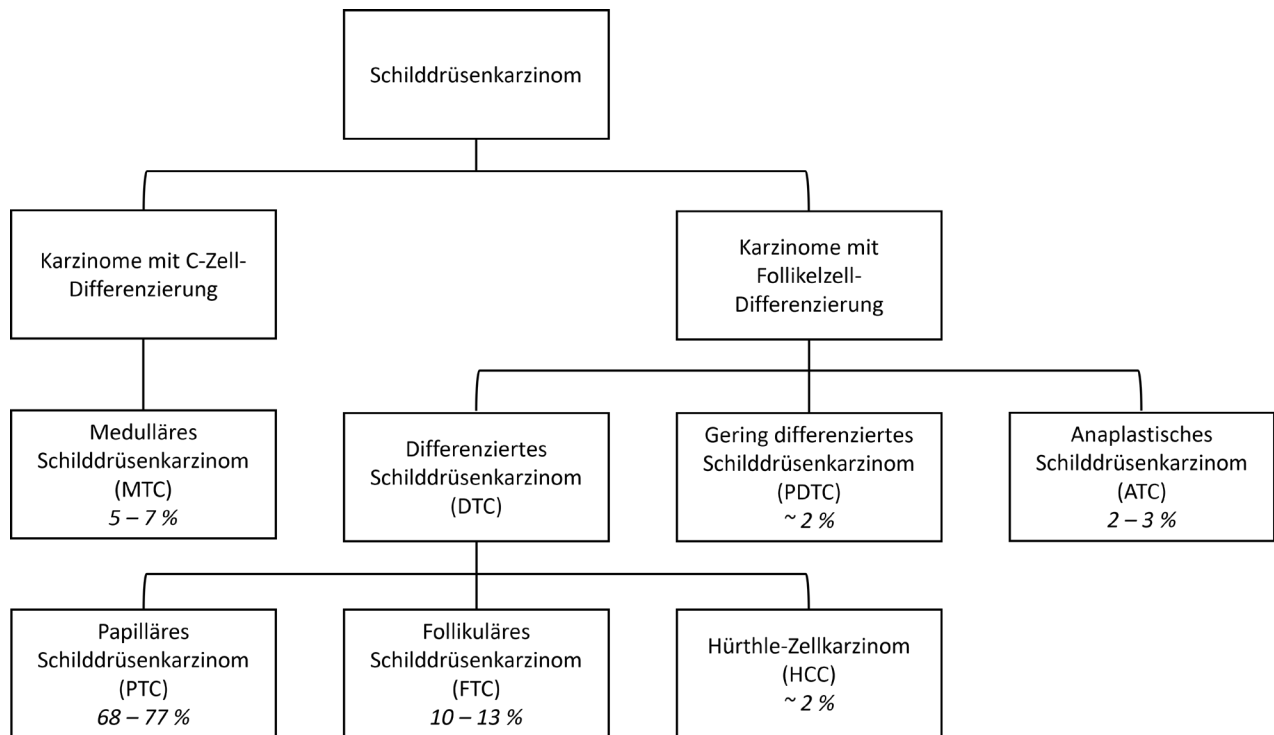 Schilddrüsenkarzinom
Karzinome mit C-Zell-
Differenzierung
Karzinome mit
Follikelzell-
Differenzierung
Medulläres
Schilddrüsenkarzinom
(MTC)
5 – 7 %
Differenziertes
Schilddrüsenkarzinom
(DTC)
Gering differenziertes
Schilddrüsenkarzinom
(PDTC)
~ 2 %
Anaplastisches
Schilddrüsenkarzinom
(ATC)
2 – 3 %
Papilläres
Schilddrüsenkarzinom
(PTC)
68 – 77 %
Follikuläres
Schilddrüsenkarzinom
(FTC)
10 – 13 %
Hürthle-Zellkarzinom
(HCC)
~ 2 %